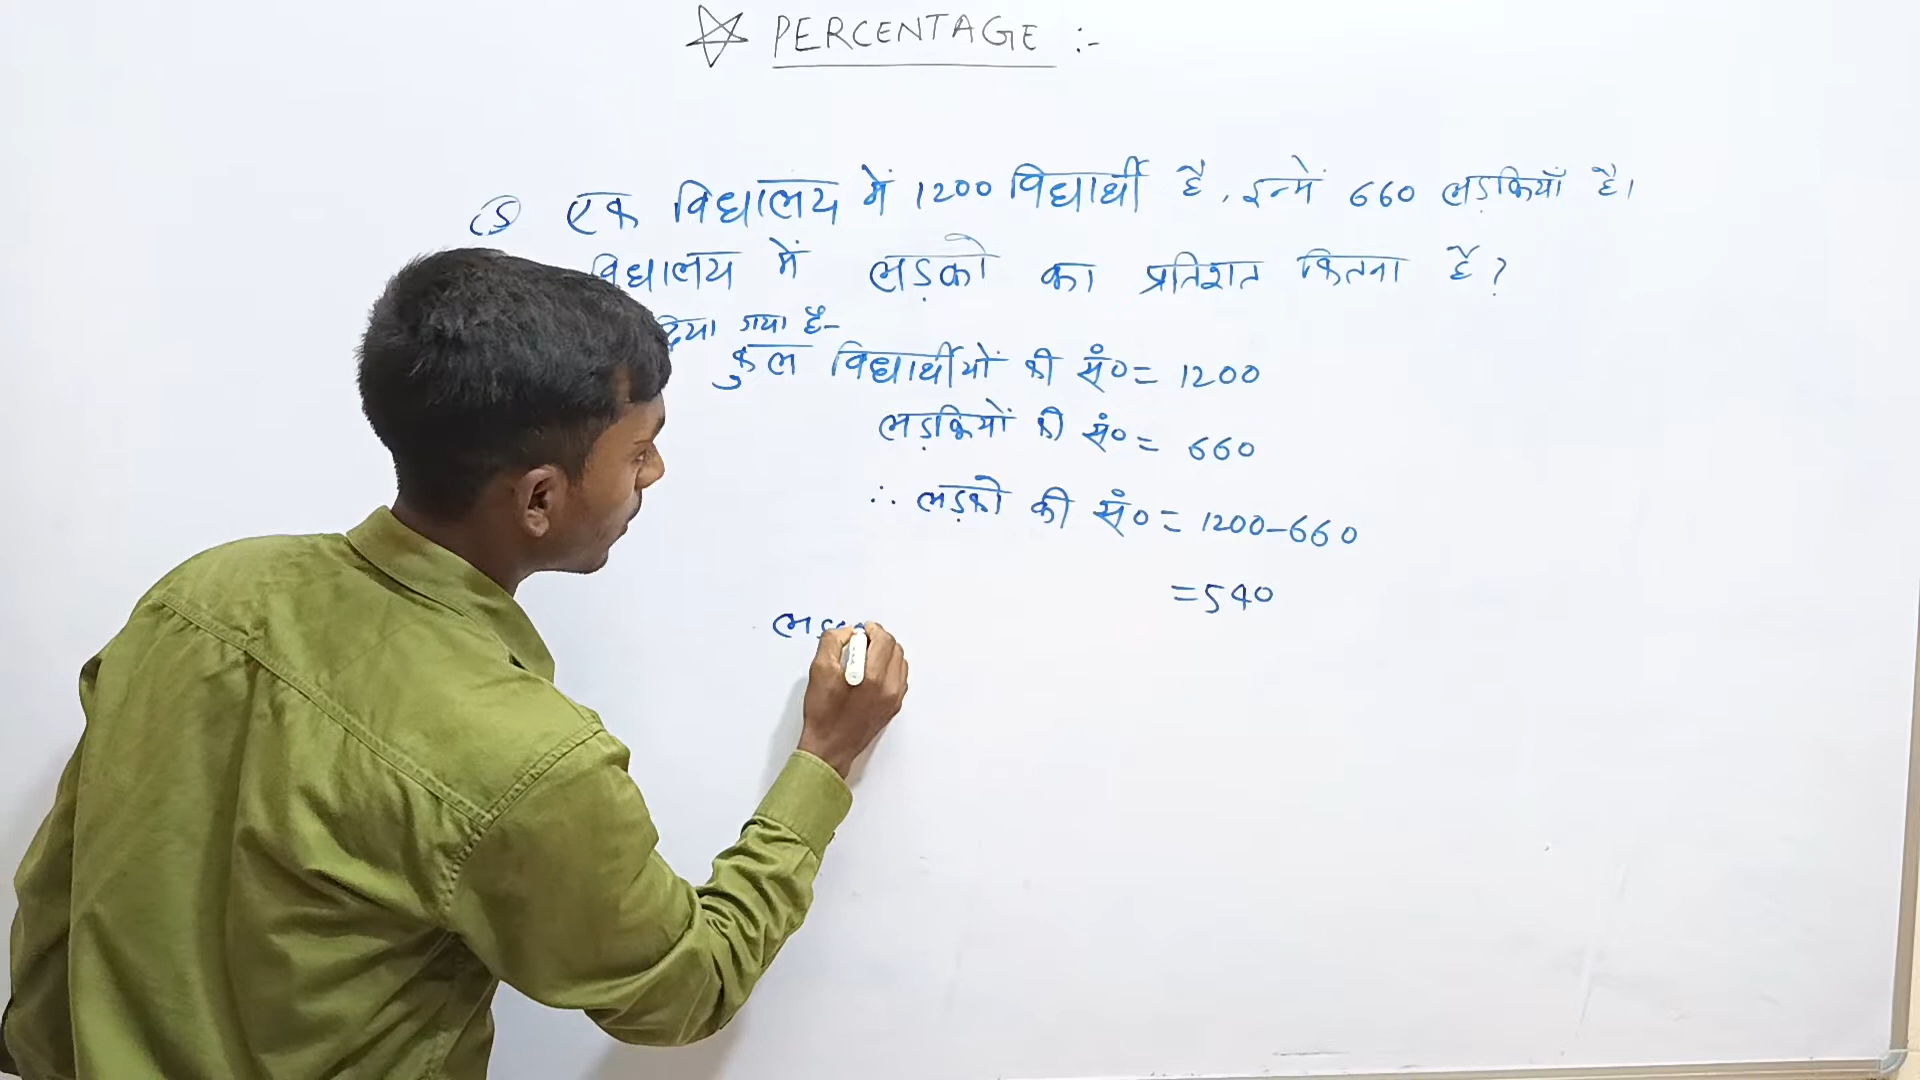 ☆ PERCENTAGE :-
एक विद्यालय में 1200 विद्यार्थी है, इनमें 660 लड़कियाँ है।
विद्यालय में लड़को का प्रतिशत कितना है?
दिया गया है-
कुल विद्यार्थीयों की सं० = 1200
लड़कियों की सं० = 660
∴ लड़को की सं० = 1200-660
= 540